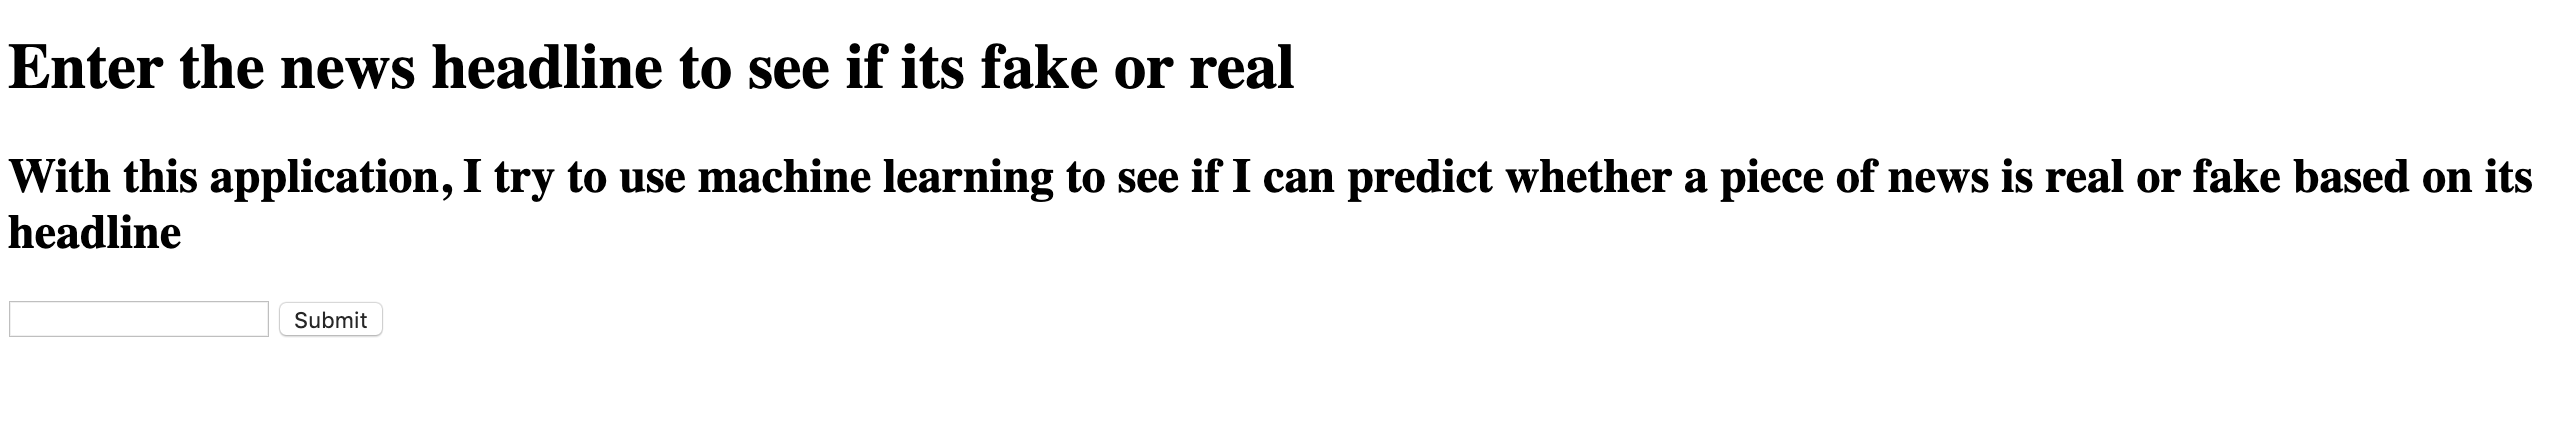 Enter the news headline to see if its fake or real
With this application, I try to use machine learning to see if I can predict whether a piece of news is real or fake based on its
headline
Submit